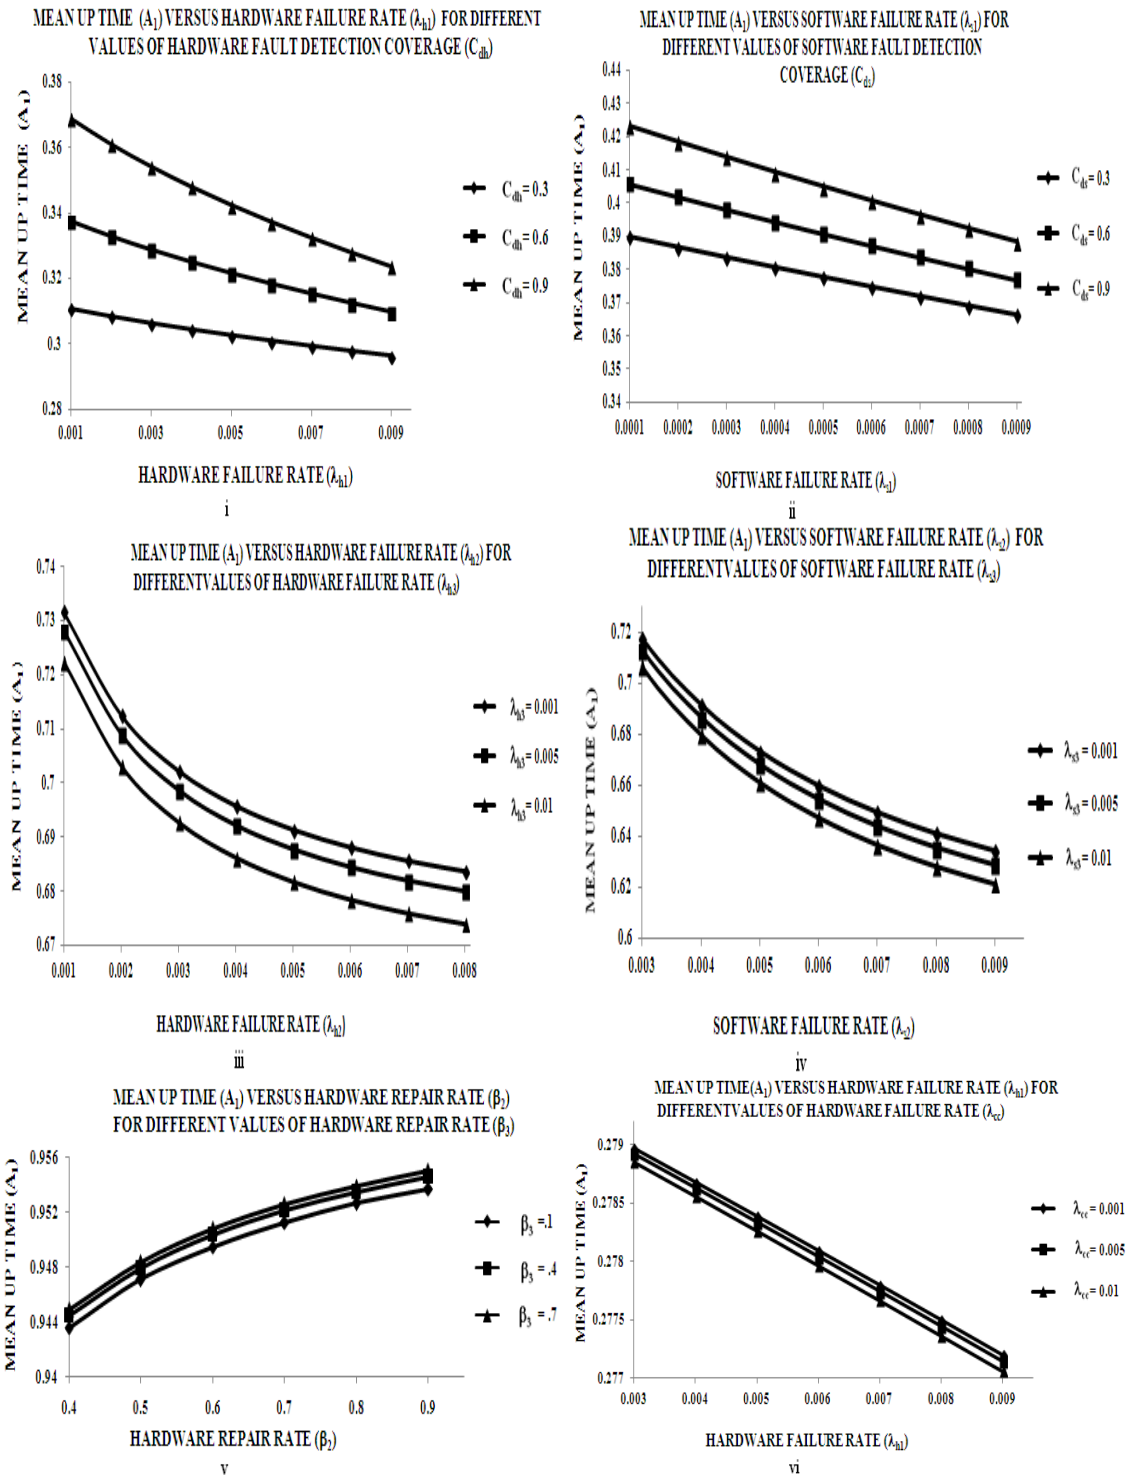 MEAN UP TIME (A₁) VERSUS HARDWARE FAILURE RATE (λh1) FOR DIFFERENT
VALUES OF HARDWARE FAULT DETECTION COVERAGE (Cdh)
MEAN UP TIME (A₁)
0.38
0.36
0.34
0.32
0.3
0.28
0.001 0.003 0.005 0.007 0.009
Cdh = 0.3
Cdh = 0.6
Cdh = 0.9
HARDWARE FAILURE RATE (λh1)
i
MEAN UP TIME (A₁) VERSUS SOFTWARE FAILURE RATE (λs1) FOR
DIFFERENT VALUES OF SOFTWARE FAULT DETECTION
COVERAGE (Cds)
MEAN UP TIME (A₁)
0.44
0.43
0.42
0.41
0.4
0.39
0.38
0.37
0.36
0.35
0.34
0.0001 0.0002 0.0003 0.0004 0.0005 0.0006 0.0007 0.0008 0.0009
Cds = 0.3
Cds = 0.6
Cds = 0.9
SOFTWARE FAILURE RATE (λs1)
ii
MEAN UP TIME (A₁) VERSUS HARDWARE FAILURE RATE (λh2) FOR
DIFFERENTVALUES OF HARDWARE FAILURE RATE (λh3)
MEAN UP TIME (A₁)
0.74
0.73
0.72
0.71
0.7
0.69
0.68
0.67
0.001 0.002 0.003 0.004 0.005 0.006 0.007 0.008
λh3 = 0.001
λh3 = 0.005
λh3 = 0.01
HARDWARE FAILURE RATE (λh2)
iii
MEAN UP TIME (A₁) VERSUS SOFTWARE FAILURE RATE (λs2) FOR
DIFFERENTVALUES OF SOFTWARE FAILURE RATE (λs3)
MEAN UP TIME (A₁)
0.72
0.7
0.68
0.66
0.64
0.62
0.6
0.003 0.004 0.005 0.006 0.007 0.008 0.009
λs3 = 0.001
λs3 = 0.005
λs3 = 0.01
SOFTWARE FAILURE RATE (λs2)
iv
MEAN UP TIME (A₁) VERSUS HARDWARE REPAIR RATE (β₂)
FOR DIFFERENT VALUES OF HARDWARE REPAIR RATE (β₃)
MEAN UP TIME (A₁)
0.956
0.952
0.948
0.944
0.94
0.4 0.5 0.6 0.7 0.8 0.9
β₃ =.1
β₃ = .4
β₃ = .7
HARDWARE REPAIR RATE (β₂)
v
MEAN UP TIME(A₁) VERSUS HARDWARE FAILURE RATE (λh1) FOR
DIFFERENTVALUES OF HARDWARE FAILURE RATE (λcc)
MEAN UP TIME (A₁)
0.279
0.2785
0.278
0.2775
0.277
0.003 0.004 0.005 0.006 0.007 0.008 0.009
λcc = 0.001
λcc = 0.005
λcc = 0.01
HARDWARE FAILURE RATE (λh1)
vi